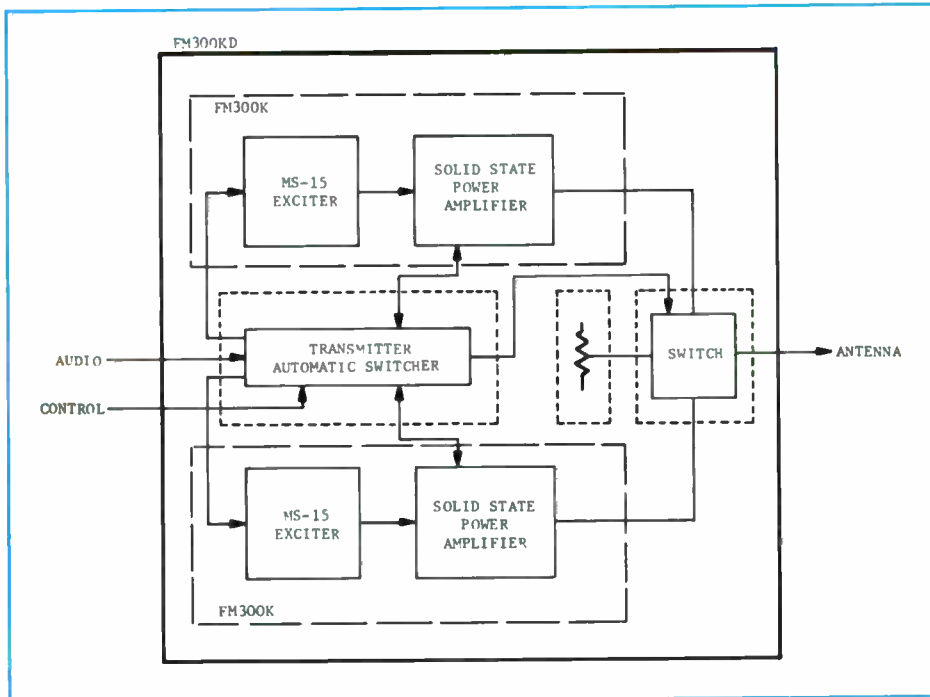 FM300KD
FM300K
MS-15
EXCITER
SOLID STATE
POWER
AMPLIFIER
AUDIO
CONTROL
TRANSMITTER
AUTOMATIC SWITCHER
SWITCH
ANTENNA
MS-15
EXCITER
SOLID STATE
POWER
AMPLIFIER
FM300K